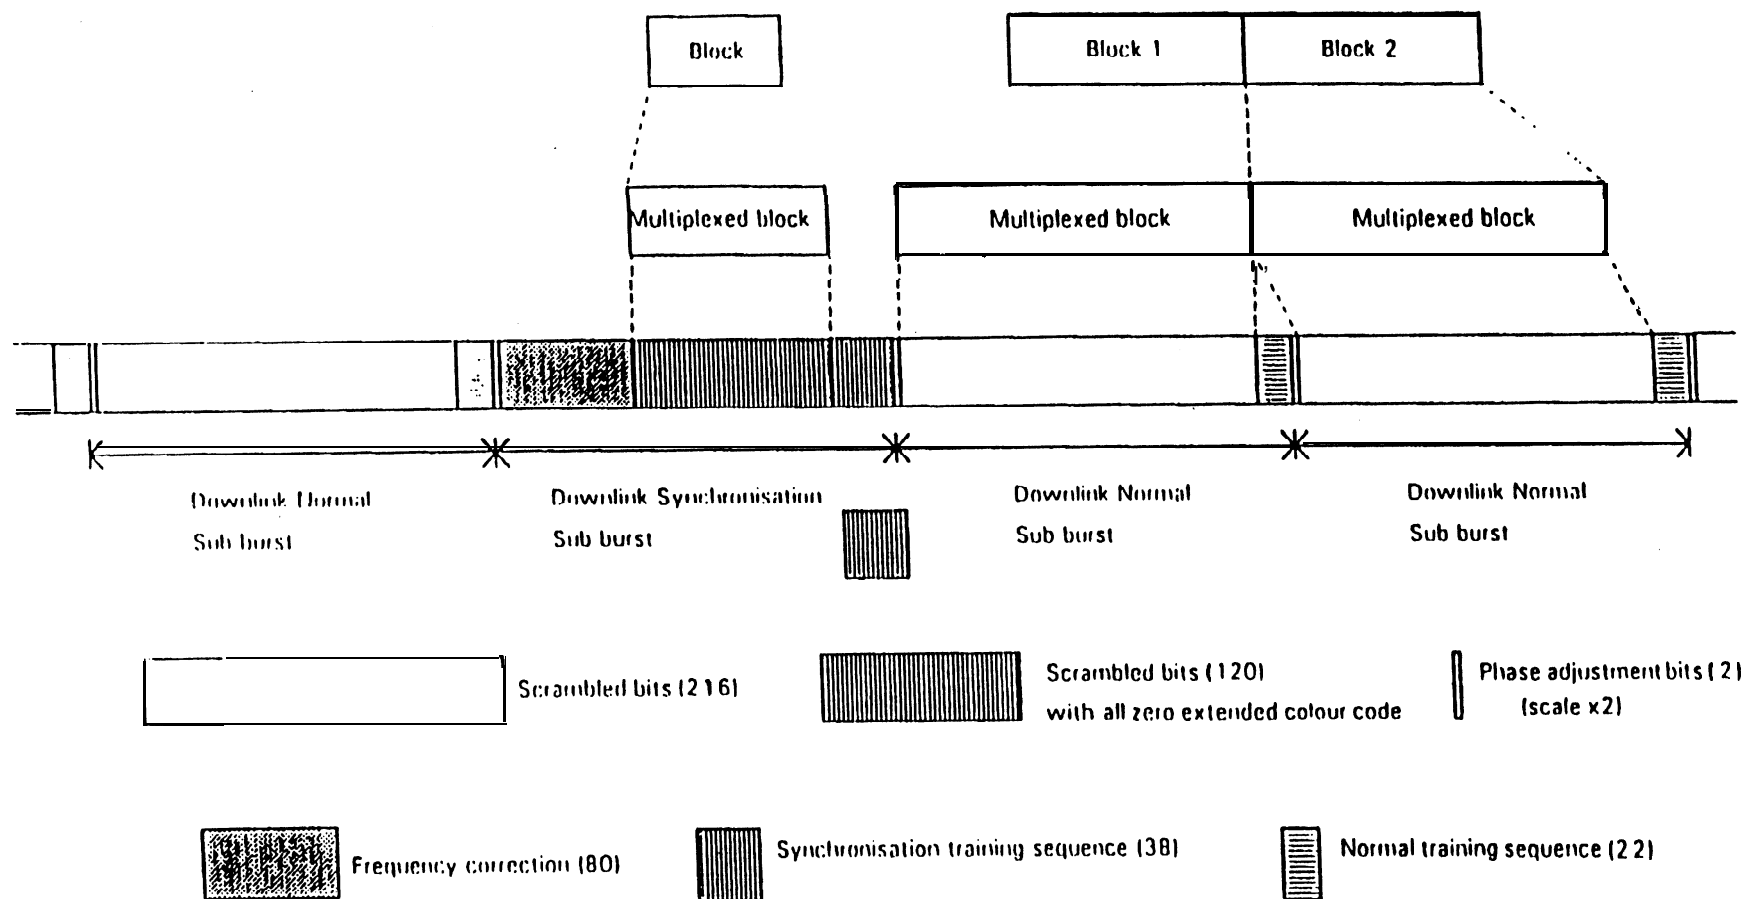 Block
Block 1
Block 2
Multiplexed block
Multiplexed block
Multiplexed block
Downlink Normal
Sub burst
Downlink Synchronisation
Sub burst
Downlink Normal
Sub burst
Downlink Normal
Sub burst
Scrambled bits (216)
Scrambled bits (120)
with all zero extended colour code
Phase adjustment bits (2)
(scale x2)
Frequency correction (80)
Synchronisation training sequence (38)
Normal training sequence (22)